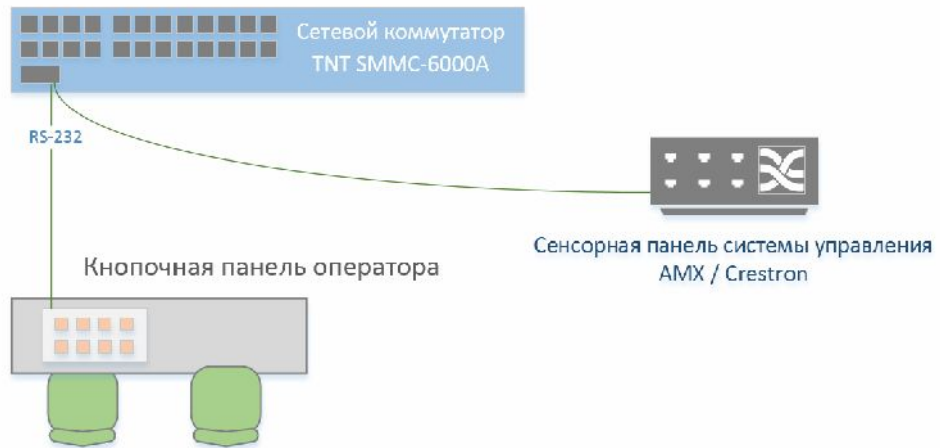 Сетевой коммутатор
TNT SMMC-6000A
RS-232
Сенсорная панель системы управления
AMX / Crestron
Кнопочная панель оператора